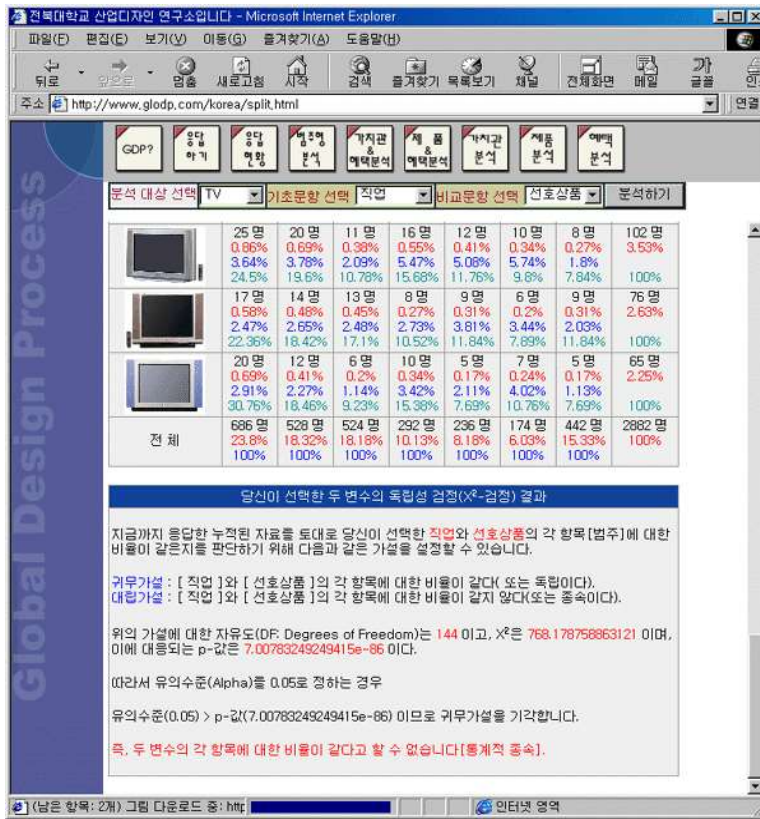 전북대학교 산업디자인 연구소입니다 - Microsoft Internet Explorer
파일(F) 편집(E) 보기(V) 이동(G) 즐겨찾기(A) 도움말(H)
뒤로 앞으로 멈춤 새로고침 시작 검색 즐겨찾기 목록보기 채널 전체화면 메일 글꼴
주소 http://www.glodp.com/korea/split.html 연결
GDP? 응답하기 응답현황 범주형분석 가치관&혜택분석 제품&혜택분석 가치관분석 제품분석 혜택분석
분석 대상 선택 TV 기초문항 선택 직업 비교문항 선택 선호상품 분석하기
25 명 20 명 11 명 16 명 12 명 10 명 8 명 102 명
0.86% 0.69% 0.38% 0.55% 0.41% 0.34% 0.27% 3.53%
3.64% 3.78% 2.09% 5.47% 5.08% 5.74% 1.8%
24.5% 19.6% 10.78% 15.68% 11.76% 9.8% 7.84% 100%
17 명 14 명 13 명 8 명 9 명 6 명 9 명 76 명
0.58% 0.48% 0.45% 0.27% 0.31% 0.2% 0.31% 2.63%
2.47% 2.65% 2.48% 2.73% 3.81% 3.44% 2.03%
22.36% 18.42% 17.1% 10.52% 11.84% 7.89% 11.84% 100%
20 명 12 명 6 명 10 명 5 명 7 명 5 명 65 명
0.69% 0.41% 0.2% 0.34% 0.17% 0.24% 0.17% 2.25%
2.91% 2.27% 1.14% 3.42% 2.11% 4.02% 1.13%
30.76% 18.46% 9.23% 15.38% 7.69% 10.76% 7.69% 100%
전 체 686 명 528 명 524 명 292 명 236 명 174 명 442 명 2882 명
23.8% 18.32% 18.18% 10.13% 8.18% 6.03% 15.33% 100%
100% 100% 100% 100% 100% 100% 100%
당신이 선택한 두 변수의 독립성 검정(X²-검정) 결과
지금까지 응답한 누적된 자료를 토대로 당신이 선택한 직업와 선호상품의 각 항목[범주]에 대한
비율이 같은지를 판단하기 위해 다음과 같은 가설을 설정할 수 있습니다.
귀무가설 : [ 직업 ]와 [ 선호상품 ]의 각 항목에 대한 비율이 같다( 또는 독립이다).
대립가설 : [ 직업 ]와 [ 선호상품 ]의 각 항목에 대한 비율이 같지 않다(또는 종속이다).
위의 가설에 대한 자유도(DF: Degrees of Freedom)는 144 이고, X²은 768.178758863121 이며,
이에 대응되는 p-값은 7.00783249249415e-86 이다.
따라서 유의수준(Alpha)를 0.05로 정하는 경우
유의수준(0.05) > p-값(7.00783249249415e-86) 이므로 귀무가설을 기각합니다.
즉, 두 변수의 각 항목에 대한 비율이 같다고 할 수 없습니다[통계적 종속].
Global Design Process
(남은 항목: 2개) 그림 다운로드 중: http 인터넷 영역